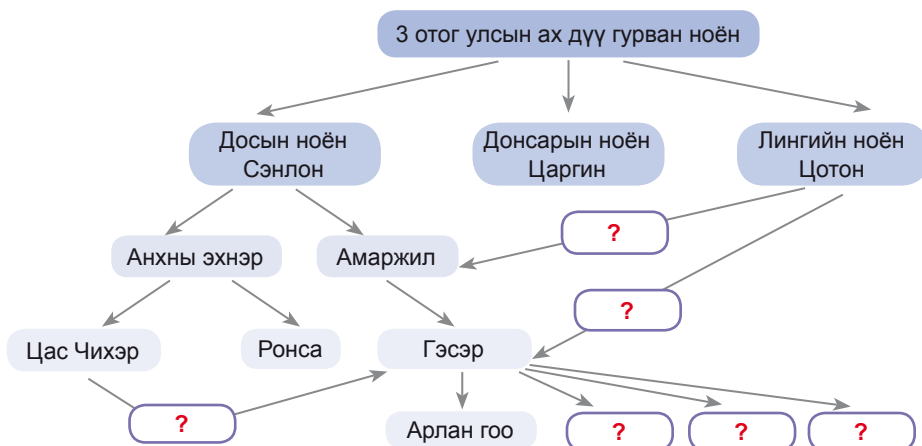 3 отог улсын ах дүү гурван ноён
Досын ноён
Сэнлон
Донсарын ноён
Царгин
Лингийн ноён
Цотон
?
Анхны эхнэр
Амаржил
?
Цас Чихэр
Ронса
Гэсэр
?
Арлан гоо
?
?
?